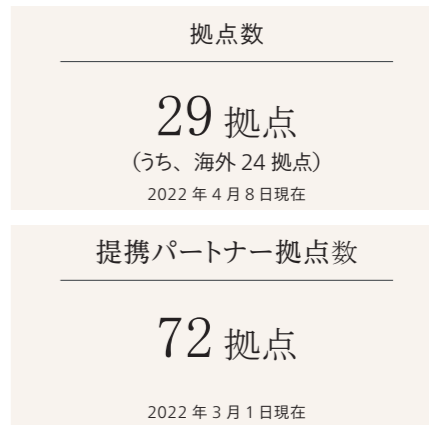 拠点数
29 拠点
（うち、海外 24 拠点）
2022 年 4 月 8 日現在
提携パートナー拠点数
72 拠点
2022 年 3 月 1 日現在